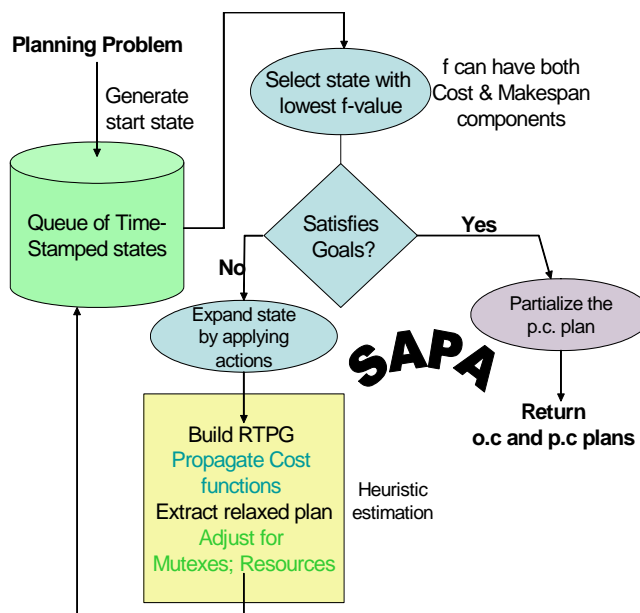 Planning Problem
Generate
start state
Queue of Time-
Stamped states
Select state with
lowest f-value
f can have both
Cost & Makespan
components
Satisfies
Goals?
Yes
No
Partialize the
p.c. plan
Expand state
by applying
actions
SAPA
Return
o.c and p.c plans
Build RTPG
Propagate Cost
functions
Extract relaxed plan
Adjust for
Mutexes; Resources
Heuristic
estimation